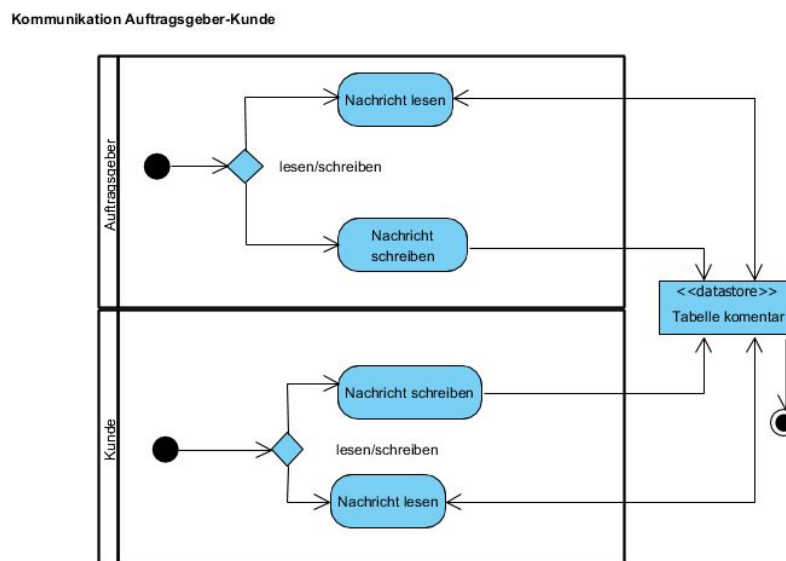 Kommunikation Auftragsgeber-Kunde
Auftragsgeber
Nachricht lesen
lesen/schreiben
Nachricht
schreiben
<<datastore>>
Tabelle komentar
Kunde
Nachricht schreiben
lesen/schreiben
Nachricht lesen